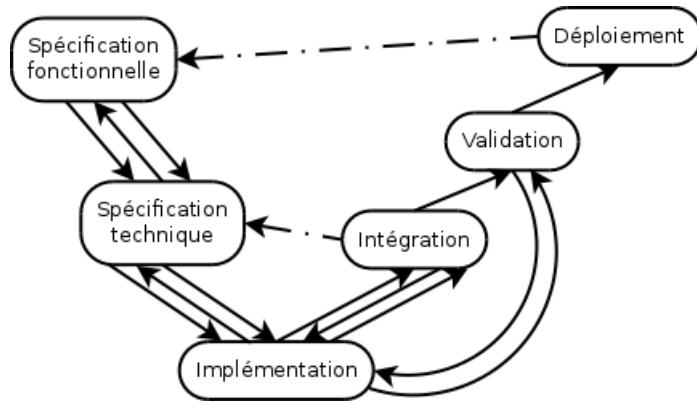 Spécification
fonctionnelle
Déploiement
Validation
Spécification
technique
Intégration
Implémentation